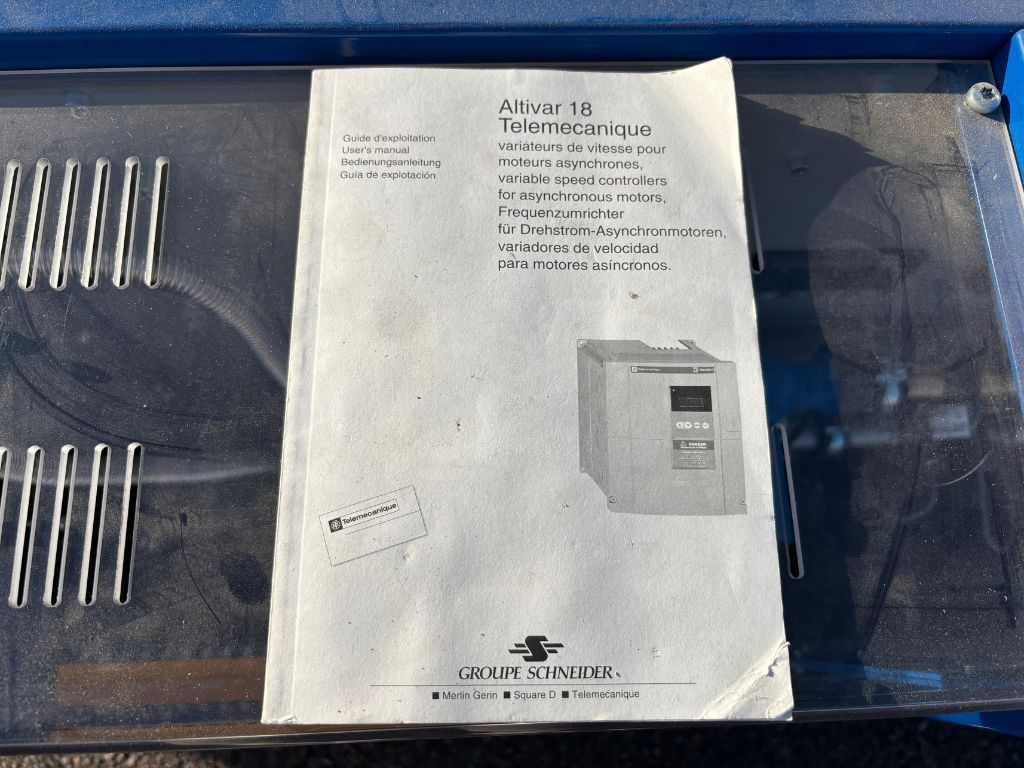 Altivar 18
Telemecanique
variateurs de vitesse pour
moteurs asynchrones,
variable speed controllers
for asynchronous motors,
Frequenzumrichter
für Drehstrom-Asynchronmotoren,
variadores de velocidad
para motores asíncronos.
Guide d'exploitation
User's manual
Bedienungsanleitung
Guía de explotación
DANGER
Telemecanique
GROUPE SCHNEIDER
■ Merlin Gerin ■ Square D ■ Telemecanique